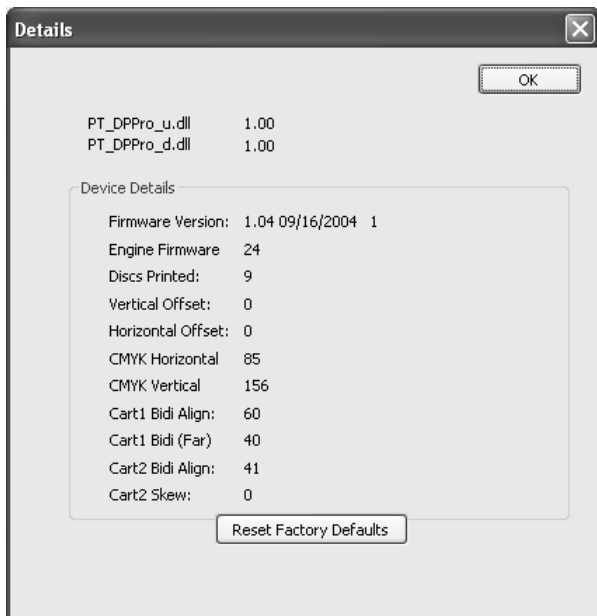 Details
OK
PT_DPPro_u.dll 1.00
PT_DPPro_d.dll 1.00
Device Details
Firmware Version: 1.04 09/16/2004 1
Engine Firmware 24
Discs Printed: 9
Vertical Offset: 0
Horizontal Offset: 0
CMYK Horizontal 85
CMYK Vertical 156
Cart1 Bidi Align: 60
Cart1 Bidi (Far) 40
Cart2 Bidi Align: 41
Cart2 Skew: 0
Reset Factory Defaults